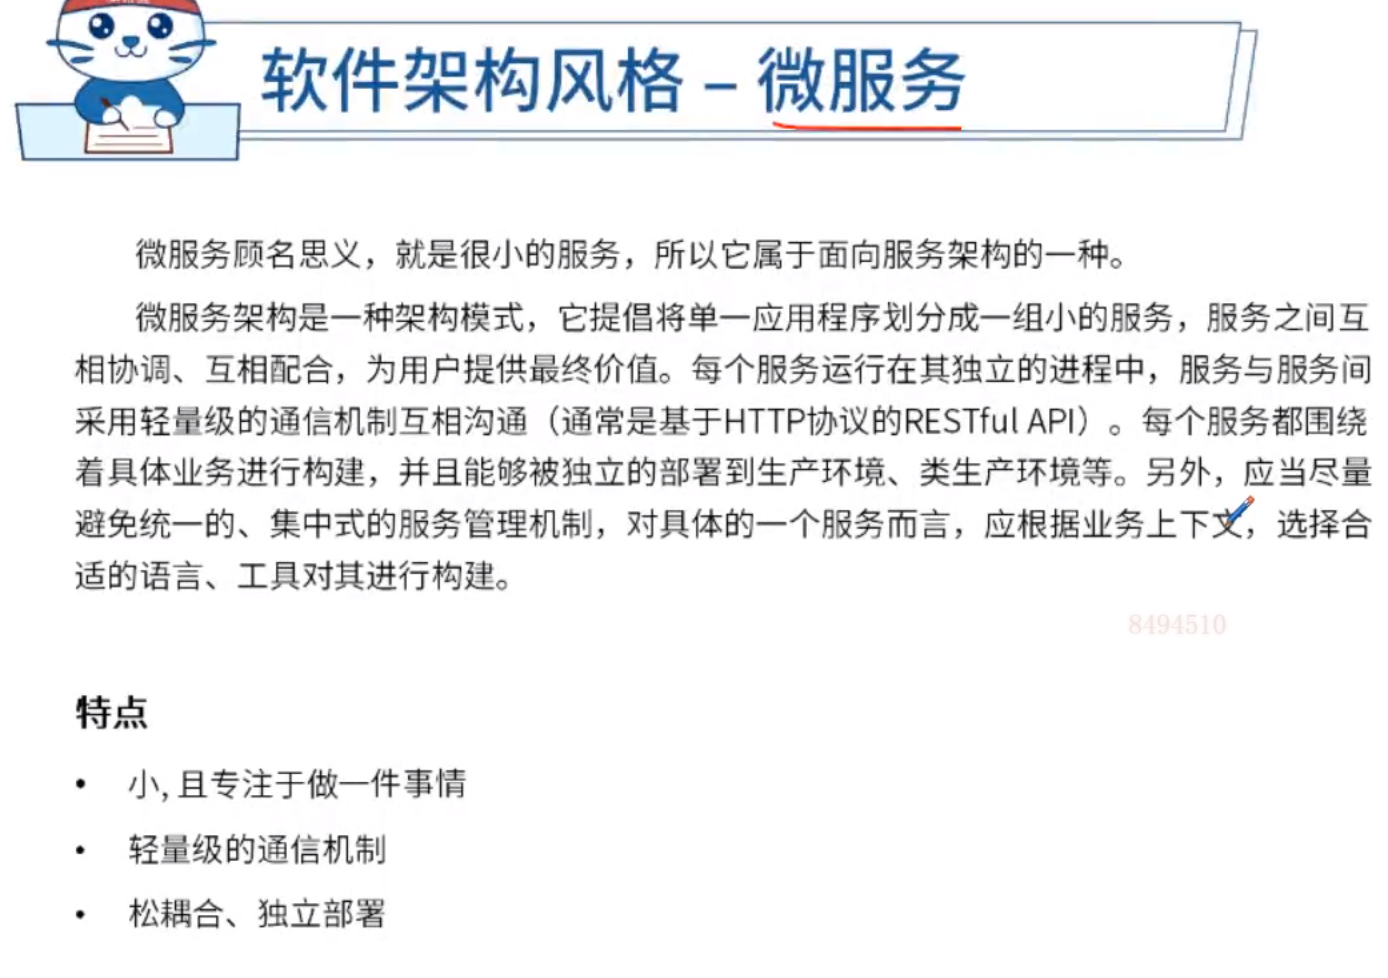 软件架构风格 – 微服务
微服务顾名思义，就是很小的服务，所以它属于面向服务架构的一种。
微服务架构是一种架构模式，它提倡将单一应用程序划分成一组小的服务，服务之间互
相协调、互相配合，为用户提供最终价值。每个服务运行在其独立的进程中，服务与服务间
采用轻量级的通信机制互相沟通（通常是基于HTTP协议的RESTful API）。每个服务都围绕
着具体业务进行构建，并且能够被独立的部署到生产环境、类生产环境等。另外，应当尽量
避免统一的、集中式的服务管理机制，对具体的一个服务而言，应根据业务上下文，选择合
适的语言、工具对其进行构建。
8494510
特点
• 小, 且专注于做一件事情
• 轻量级的通信机制
• 松耦合、独立部署